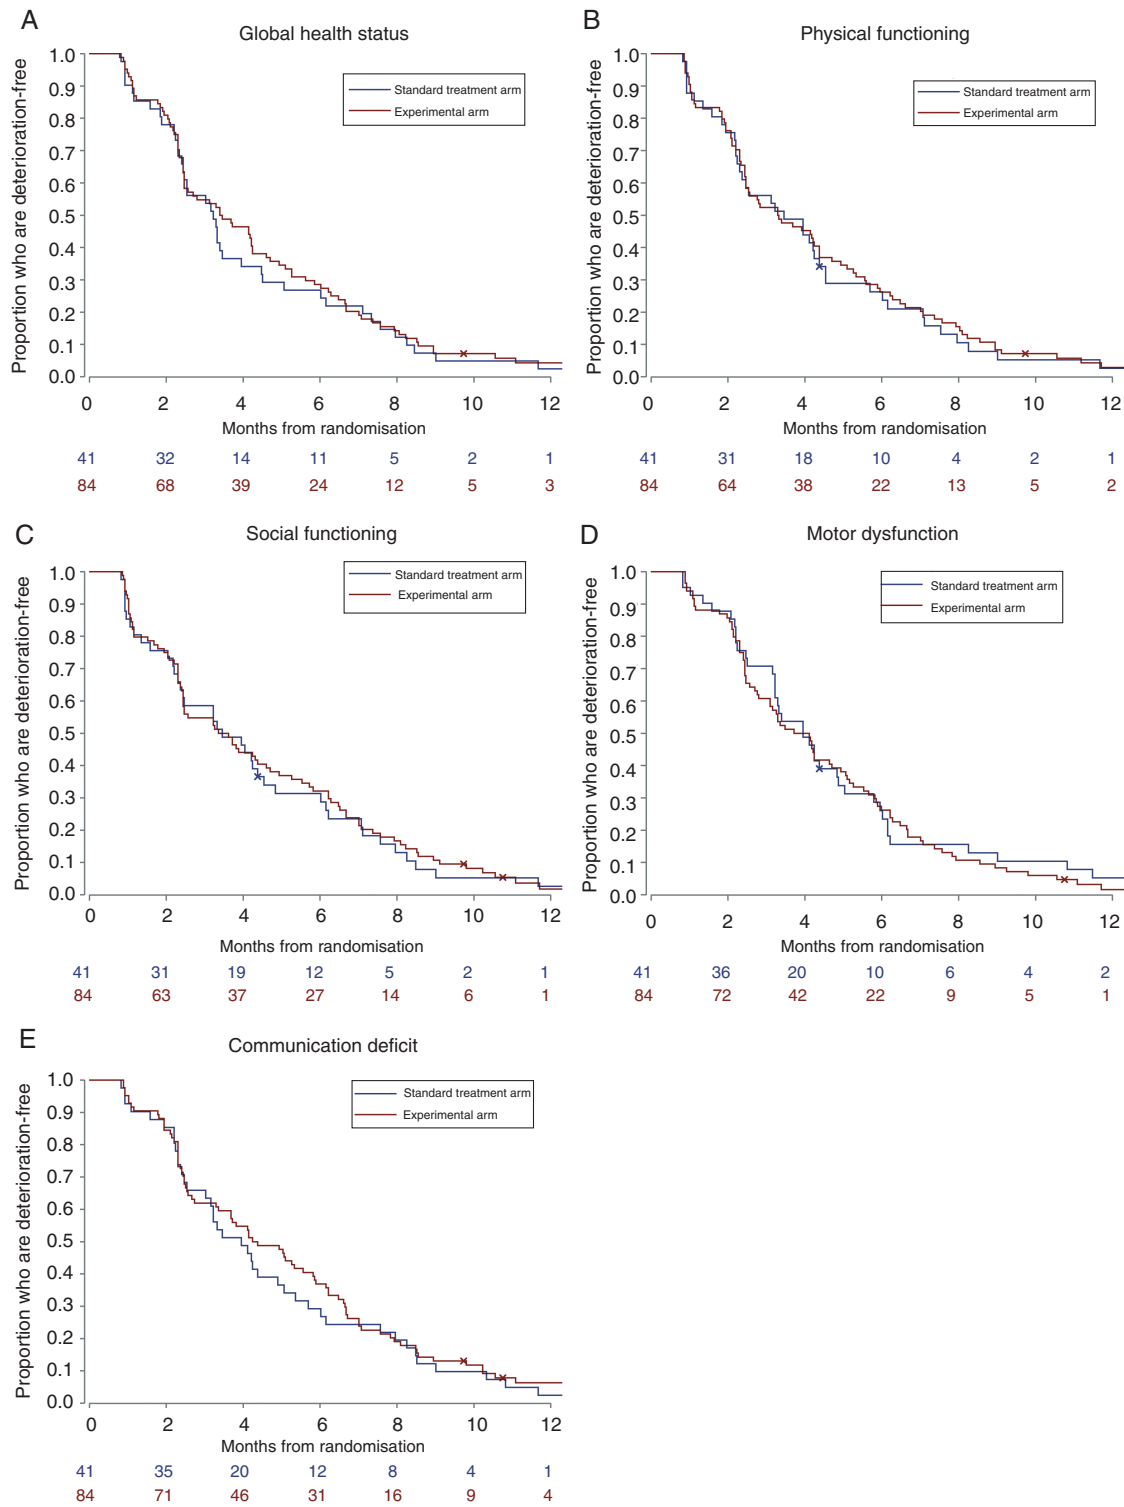 A
Global health status
Proportion who are deterioration-free
1.0
0.9
0.8
0.7
0.6
0.5
0.4
0.3
0.2
0.1
0.0
Standard treatment arm
Experimental arm
0 2 4 6 8 10 12
Months from randomisation
41 32 14 11 5 2 1
84 68 39 24 12 5 3
B
Physical functioning
Proportion who are deterioration-free
1.0
0.9
0.8
0.7
0.6
0.5
0.4
0.3
0.2
0.1
0.0
Standard treatment arm
Experimental arm
0 2 4 6 8 10 12
Months from randomisation
41 31 18 10 4 2 1
84 64 38 22 13 5 2
C
Social functioning
Proportion who are deterioration-free
1.0
0.9
0.8
0.7
0.6
0.5
0.4
0.3
0.2
0.1
0.0
Standard treatment arm
Experimental arm
0 2 4 6 8 10 12
Months from randomisation
41 31 19 12 5 2 1
84 63 37 27 14 6 1
D
Motor dysfunction
Proportion who are deterioration-free
1.0
0.9
0.8
0.7
0.6
0.5
0.4
0.3
0.2
0.1
0.0
Standard treatment arm
Experimental arm
0 2 4 6 8 10 12
Months from randomisation
41 36 20 10 6 4 2
84 72 42 22 9 5 1
E
Communication deficit
Proportion who are deterioration-free
1.0
0.9
0.8
0.7
0.6
0.5
0.4
0.3
0.2
0.1
0.0
Standard treatment arm
Experimental arm
0 2 4 6 8 10 12
Months from randomisation
41 35 20 12 8 4 1
84 71 46 31 16 9 4